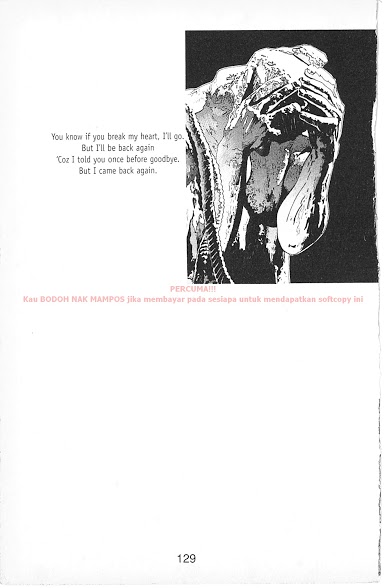 You know if you break my heart, I'll go.
But I'll be back again
'Coz I told you once before goodbye.
But I came back again.
PERCUMA!!!
Kau BODOH NAK MAMPOS jika membayar pada sesiapa untuk mendapatkan softcopy ini
129